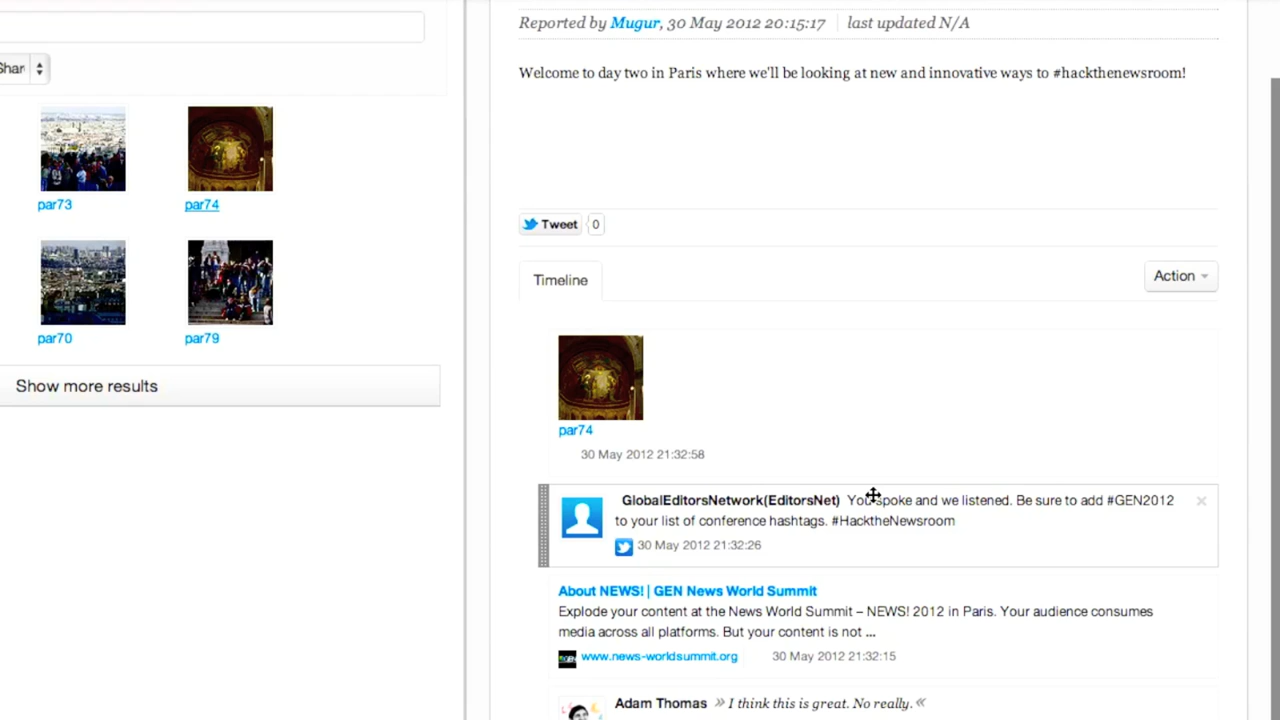 Reported by Mugur, 30 May 2012 20:15:17 last updated N/A
Welcome to day two in Paris where we'll be looking at new and innovative ways to #hackthenewsroom!
Shar
par73 par74
par70 par79
Show more results
Tweet 0
Timeline Action
par74
30 May 2012 21:32:58
GlobalEditorsNetwork(EditorsNet) You spoke and we listened. Be sure to add #GEN2012
to your list of conference hashtags. #HacktheNewsroom
30 May 2012 21:32:26
About NEWS! | GEN News World Summit
Explode your content at the News World Summit – NEWS! 2012 in Paris. Your audience consumes
media across all platforms. But your content is not ...
www.news-worldsummit.org 30 May 2012 21:32:15
Adam Thomas » I think this is great. No really. «